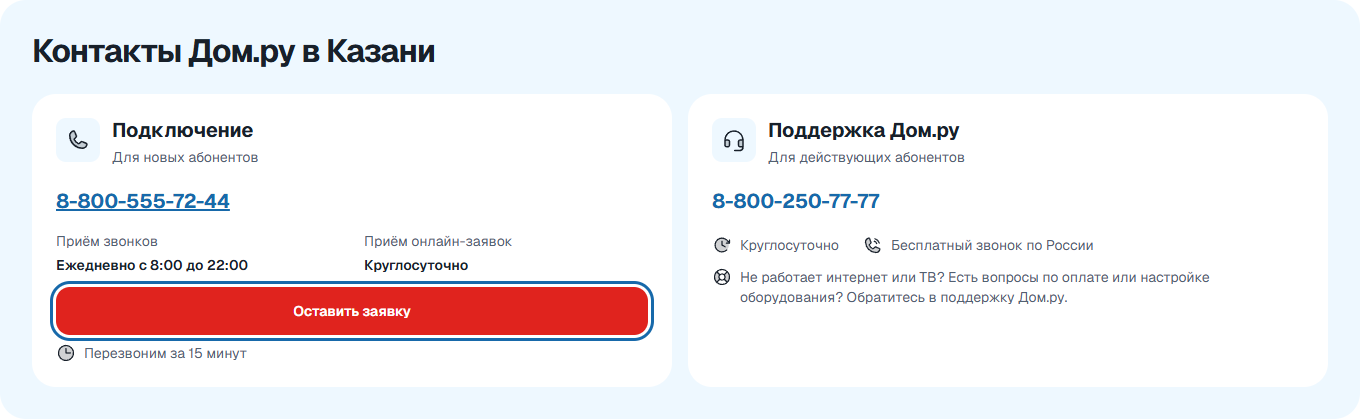 Контакты Дом.ру в Казани
Подключение
Для новых абонентов
8-800-555-72-44
Приём звонков
Ежедневно с 8:00 до 22:00
Приём онлайн-заявок
Круглосуточно
Оставить заявку
Перезвоним за 15 минут
Поддержка Дом.ру
Для действующих абонентов
8-800-250-77-77
Круглосуточно
Бесплатный звонок по России
Не работает интернет или ТВ? Есть вопросы по оплате или настройке
оборудования? Обратитесь в поддержку Дом.ру.